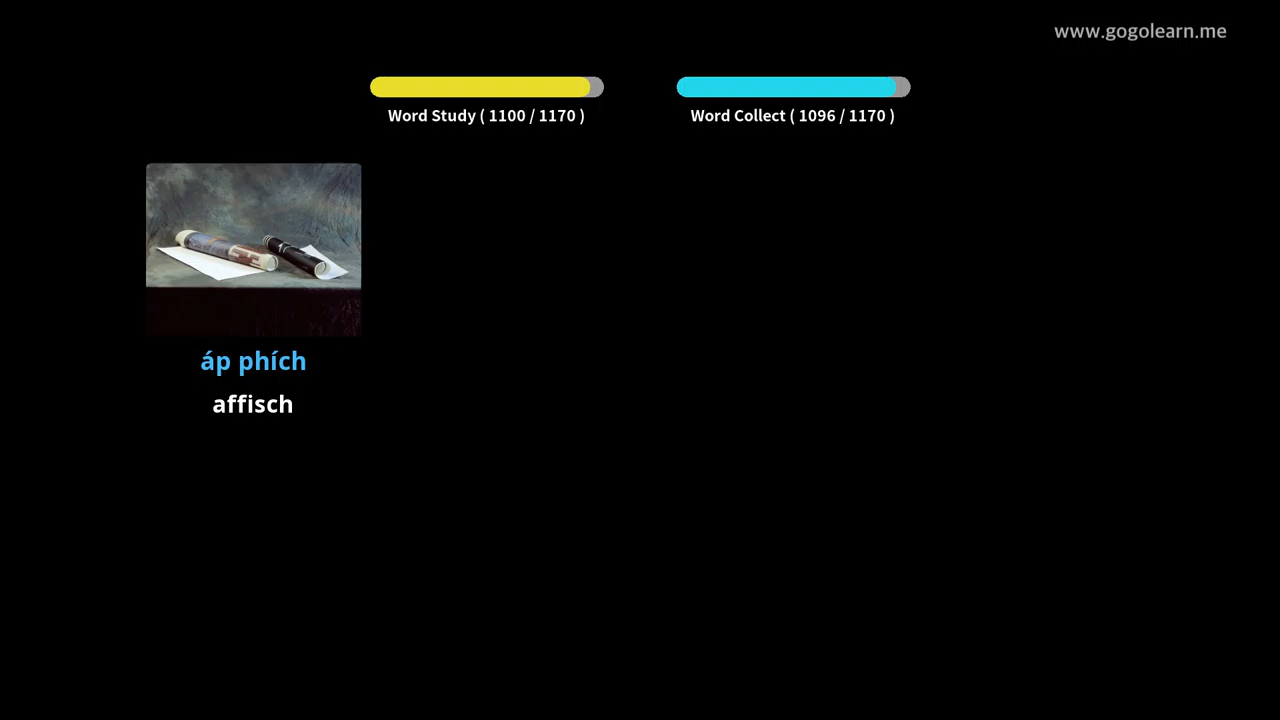 www.gogolearn.me
Word Study ( 1100 / 1170 )
Word Collect ( 1096 / 1170 )
áp phích
affisch